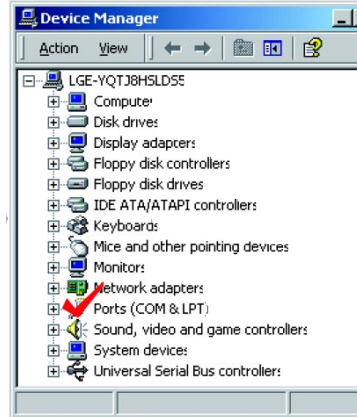 Device Manager
Action View
LGE-YQTJ8HSLDS5
Computer
Disk drives
Display adapters
Floppy disk controllers
Floppy disk drives
IDE ATA/ATAPI controllers
Keyboards
Mice and other pointing devices
Monitors
Network adapters
Ports (COM & LPT)
Sound, video and game controllers
System devices
Universal Serial Bus controllers